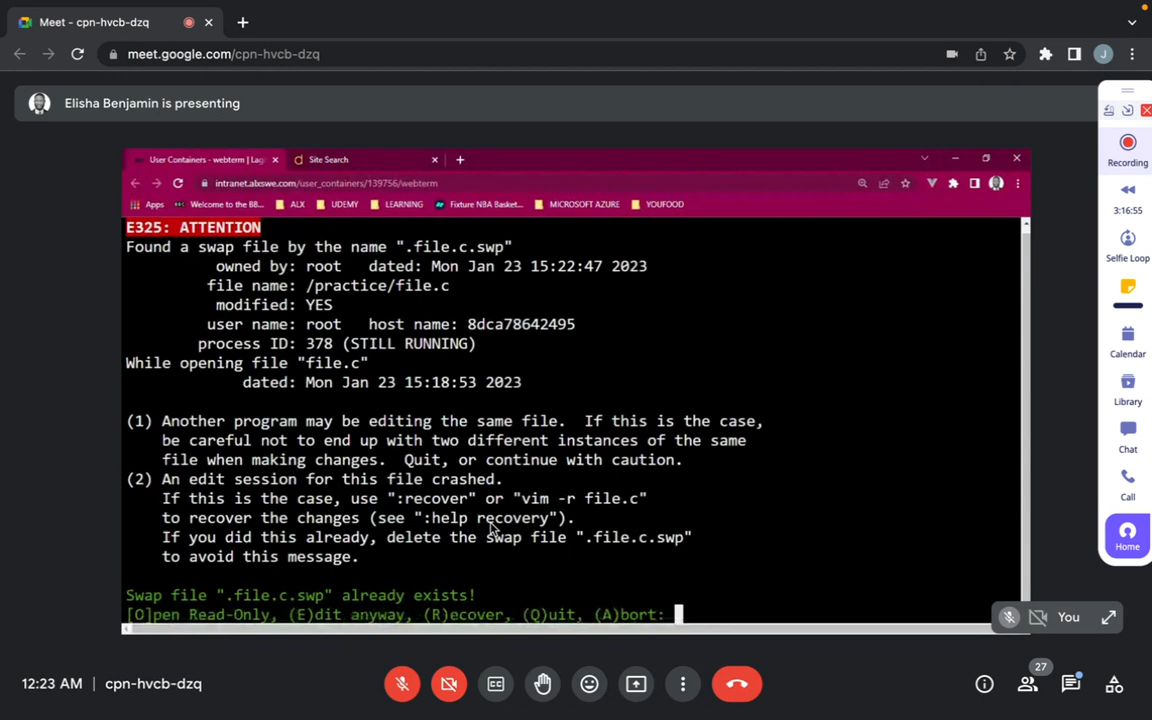 Meet - cpn-hvcb-dzq
meet.google.com/cpn-hvcb-dzq
J
Elisha Benjamin is presenting
User Containers - webterm | Lag
Site Search
intranet.alxswe.com/user_containers/139756/webterm
Apps
Welcome to the BB...
ALX
UDEMY
LEARNING
Fixture NBA Basket...
MICROSOFT AZURE
YOUFOOD
E325: ATTENTION
Found a swap file by the name ".file.c.swp"
owned by: root   dated: Mon Jan 23 15:22:47 2023
file name: /practice/file.c
modified: YES
user name: root   host name: 8dca78642495
process ID: 378 (STILL RUNNING)
While opening file "file.c"
dated: Mon Jan 23 15:18:53 2023
(1) Another program may be editing the same file.  If this is the case,
be careful not to end up with two different instances of the same
file when making changes.  Quit, or continue with caution.
(2) An edit session for this file crashed.
If this is the case, use ":recover" or "vim -r file.c"
to recover the changes (see ":help recovery").
If you did this already, delete the swap file ".file.c.swp"
to avoid this message.
Swap file ".file.c.swp" already exists!
[O]pen Read-Only, (E)dit anyway, (R)ecover, (Q)uit, (A)bort:
You
Recording
3:16:55
Selfie Loop
Calendar
Library
Chat
Call
Home
12:23 AM | cpn-hvcb-dzq
27